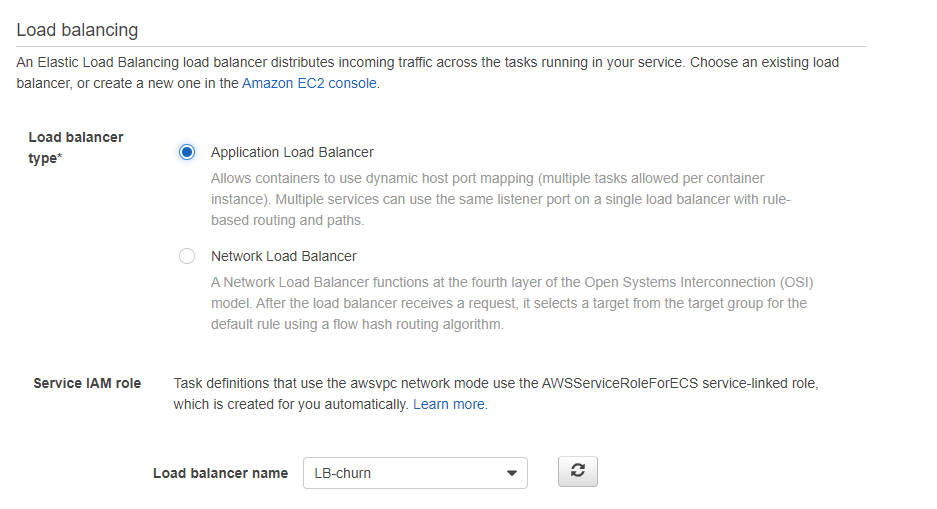 Load balancing
An Elastic Load Balancing load balancer distributes incoming traffic across the tasks running in your service. Choose an existing load
balancer, or create a new one in the Amazon EC2 console.
Load balancer
type*
Application Load Balancer
Allows containers to use dynamic host port mapping (multiple tasks allowed per container
instance). Multiple services can use the same listener port on a single load balancer with rule-
based routing and paths.
Network Load Balancer
A Network Load Balancer functions at the fourth layer of the Open Systems Interconnection (OSI)
model. After the load balancer receives a request, it selects a target from the target group for the
default rule using a flow hash routing algorithm.
Service IAM role
Task definitions that use the awsvpc network mode use the AWSServiceRoleForECS service-linked role,
which is created for you automatically. Learn more.
Load balancer name
LB-churn